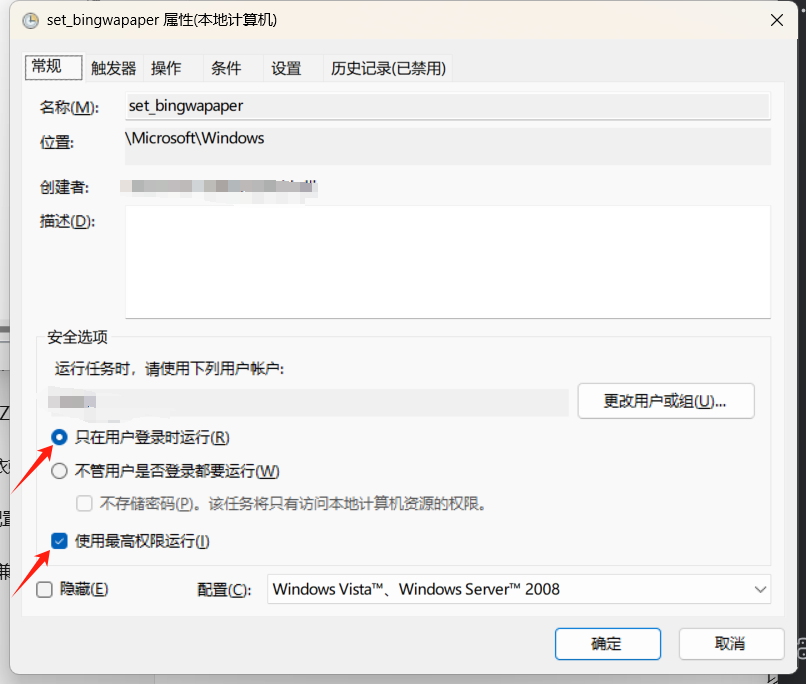 set_bingwapaper 属性(本地计算机)
常规 触发器 操作 条件 设置 历史记录(已禁用)
名称(M): set_bingwapaper
位置: \Microsoft\Windows
创建者:
描述(D):
安全选项
运行任务时，请使用下列用户帐户:
更改用户或组(U)...
只在用户登录时运行(R)
不管用户是否登录都要运行(W)
不存储密码(P)。该任务将只有访问本地计算机资源的权限。
使用最高权限运行(I)
隐藏(E) 配置(C): Windows Vista™、Windows Server™ 2008
确定 取消